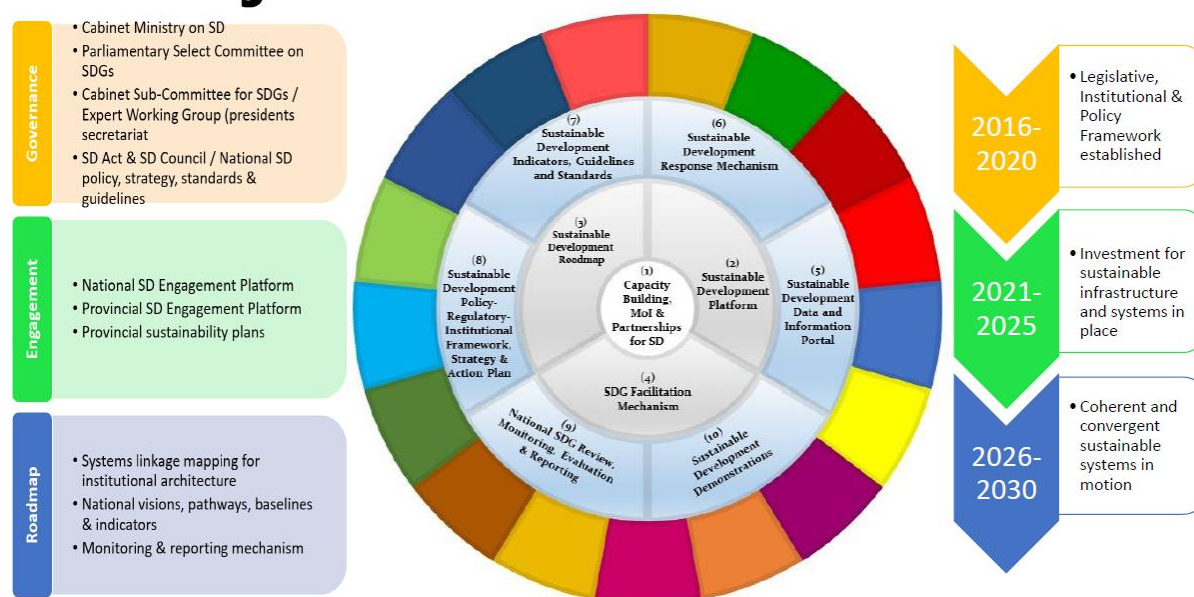 Governance
• Cabinet Ministry on SD
• Parliamentary Select Committee on
SDGs
• Cabinet Sub-Committee for SDGs /
Expert Working Group (presidents
secretariat
• SD Act & SD Council / National SD
policy, strategy, standards &
guidelines
Engagement
• National SD Engagement Platform
• Provincial SD Engagement Platform
• Provincial sustainability plans
Roadmap
• Systems linkage mapping for
institutional architecture
• National visions, pathways, baselines
& indicators
• Monitoring & reporting mechanism
(1)
Capacity
Building,
MoI &
Partnerships
for SD
(2)
Sustainable
Development
Platform
(3)
Sustainable
Development
Roadmap
(4)
SDG Facilitation
Mechanism
(5)
Sustainable
Development
Data and
Information
Portal
(6)
Sustainable
Development
Response Mechanism
(7)
Sustainable
Development
Indicators, Guidelines
and Standards
(8)
Sustainable
Development
Policy-
Regulatory-
Institutional
Framework,
Strategy &
Action Plan
(9)
National SDG Review,
Monitoring, Evaluation
& Reporting
(10)
Sustainable
Development
Demonstrations
2016-
2020
• Legislative,
Institutional &
Policy
Framework
established
2021-
2025
• Investment for
sustainable
infrastructure
and systems in
place
2026-
2030
• Coherent and
convergent
sustainable
systems in
motion